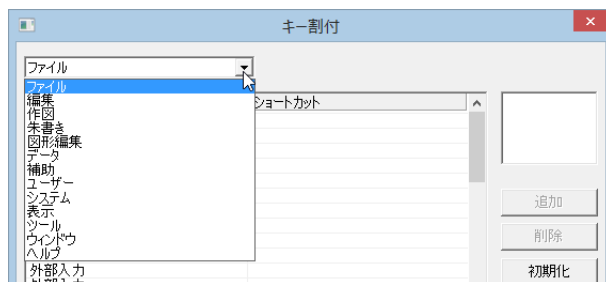 キー割付
ファイル
ファイル
編集
作図
朱書き
図形編集
データ
補助
ユーザー
システム
表示
ツール
ウィンドウ
ヘルプ
ショートカット
外部入力
追加
削除
初期化